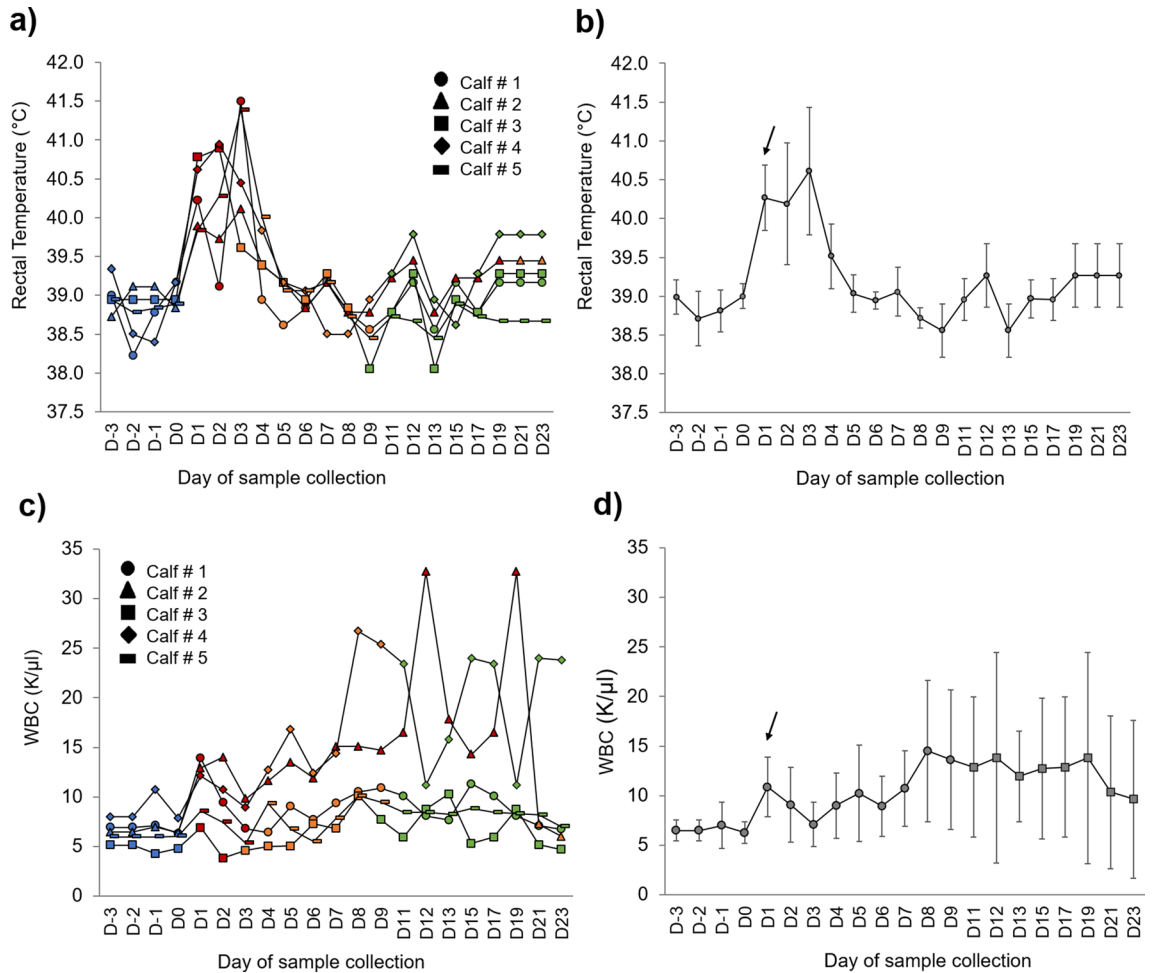 a)
42.0
41.5
41.0
40.5
40.0
39.5
39.0
38.5
38.0
37.5
Rectal Temperature (°C)
Calf # 1
Calf # 2
Calf # 3
Calf # 4
Calf # 5
D-3 D-2 D-1 D0 D1 D2 D3 D4 D5 D6 D7 D8 D9 D11 D12 D13 D15 D17 D19 D21 D23
Day of sample collection
b)
42.0
41.5
41.0
40.5
40.0
39.5
39.0
38.5
38.0
37.5
Rectal Temperature (°C)
D-3 D-2 D-1 D0 D1 D2 D3 D4 D5 D6 D7 D8 D9 D11 D12 D13 D15 D17 D19 D21 D23
Day of sample collection
c)
35
30
25
20
15
10
5
0
WBC (K/µl)
Calf # 1
Calf # 2
Calf # 3
Calf # 4
Calf # 5
D-3 D-2 D-1 D0 D1 D2 D3 D4 D5 D6 D7 D8 D9 D11 D12 D13 D15 D17 D19 D21 D23
Day of sample collection
d)
35
30
25
20
15
10
5
0
WBC (K/µl)
D-3 D-2 D-1 D0 D1 D2 D3 D4 D5 D6 D7 D8 D9 D11 D12 D13 D15 D17 D19 D21 D23
Day of sample collection